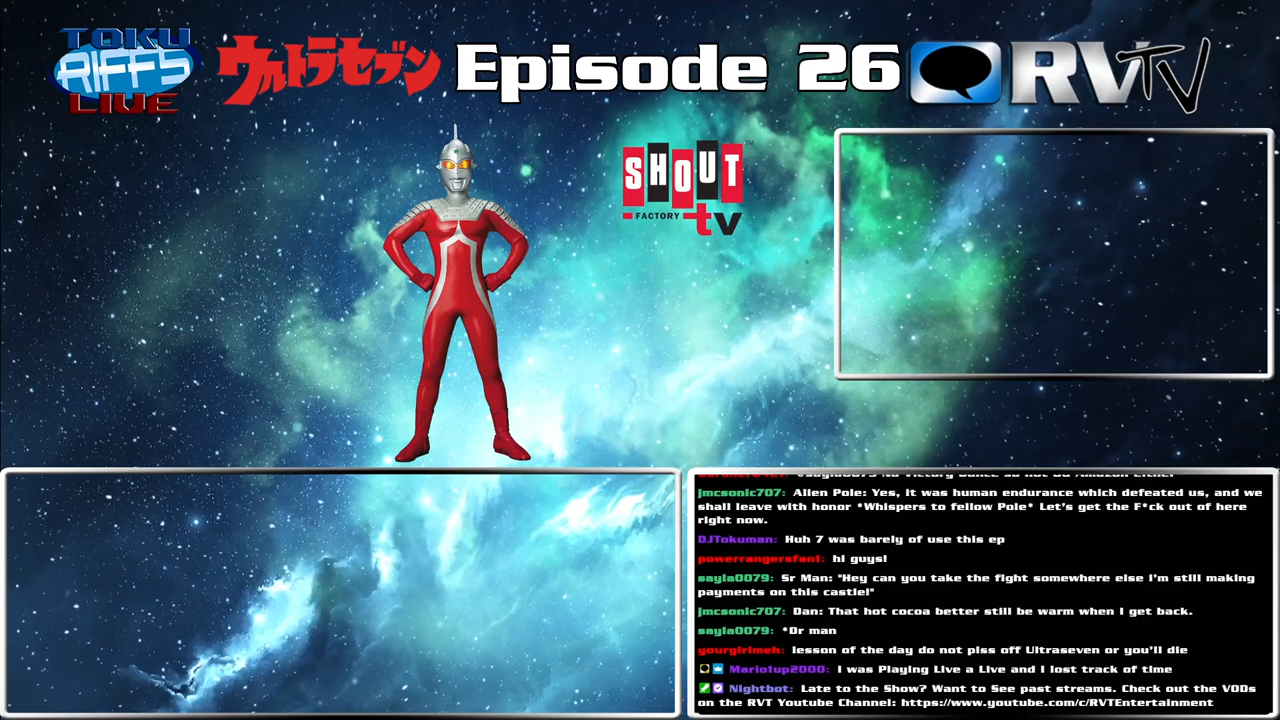 TOKU
RIFFS
LIVE
ウルトラセブン
Episode 26
RVTV
SHOUT
FACTORY
tv
jmcsonic707: Alien Pole: Yes, it was human endurance which defeated us, and we
shall leave with honor *Whispers to fellow Pole* Let's get the F*ck out of here
right now.
DJTokuman: Huh 7 was barely of use this ep
powerrangersfan1: hi guys!
sayla0079: Sr Man: "Hey can you take the fight somewhere else I'm still making
payments on this castle!"
jmcsonic707: Dan: That hot cocoa better still be warm when I get back.
sayla0079: *Dr man
yourgirlmeh: lesson of the day do not piss off Ultraseven or you'll die
Mario1up2000: I was Playing Live a Live and I lost track of time
Nightbot: Late to the Show? Want to See past streams. Check out the VODs
on the RVT Youtube Channel: https://www.youtube.com/c/RVTEntertainment